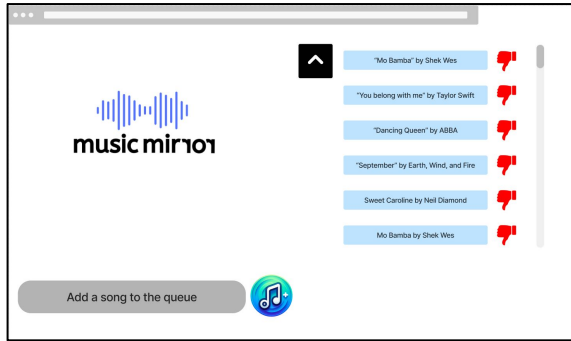 "Mo Bamba" by Shek Wes
"You belong with me" by Taylor Swift
music mirror
"Dancing Queen" by ABBA
"September" by Earth, Wind, and Fire
Sweet Caroline by Neil Diamond
Mo Bamba by Shek Wes
Add a song to the queue